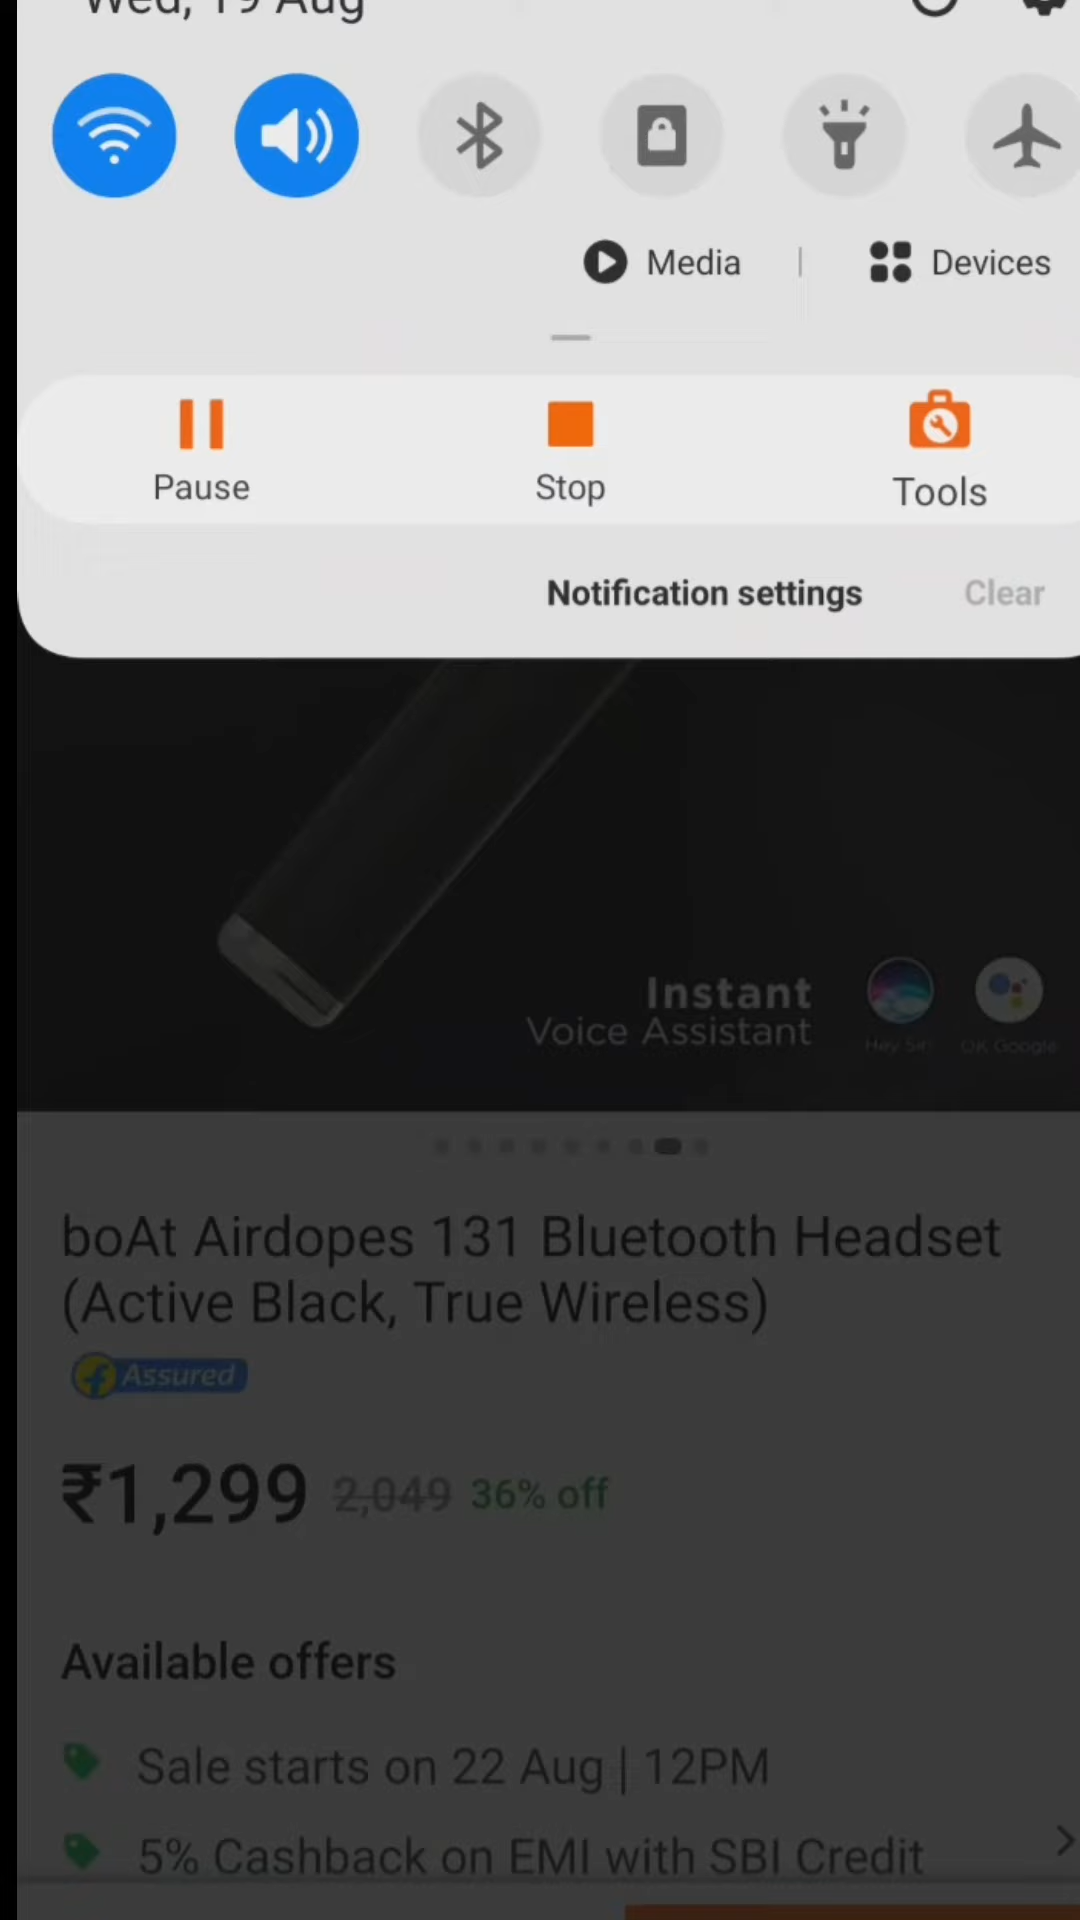 Wed, 19 Aug
Media | Devices
Pause Stop Tools
Notification settings Clear
Instant
Voice Assistant
Hey Siri OK Google
boAt Airdopes 131 Bluetooth Headset
(Active Black, True Wireless)
f Assured
₹1,299 2,049 36% off
Available offers
Sale starts on 22 Aug | 12PM
5% Cashback on EMI with SBI Credit